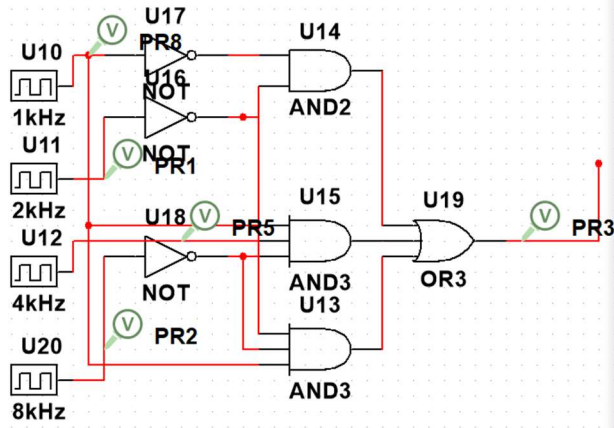 U17
V
U10
PR8
U14
U16
NOT
1kHz
AND2
U11
NOT
V
PR1
2kHz
U15
U19
U18
V
V
U12
PR5
PR3
AND3
OR3
4kHz
NOT
U13
V
PR2
U20
AND3
8kHz